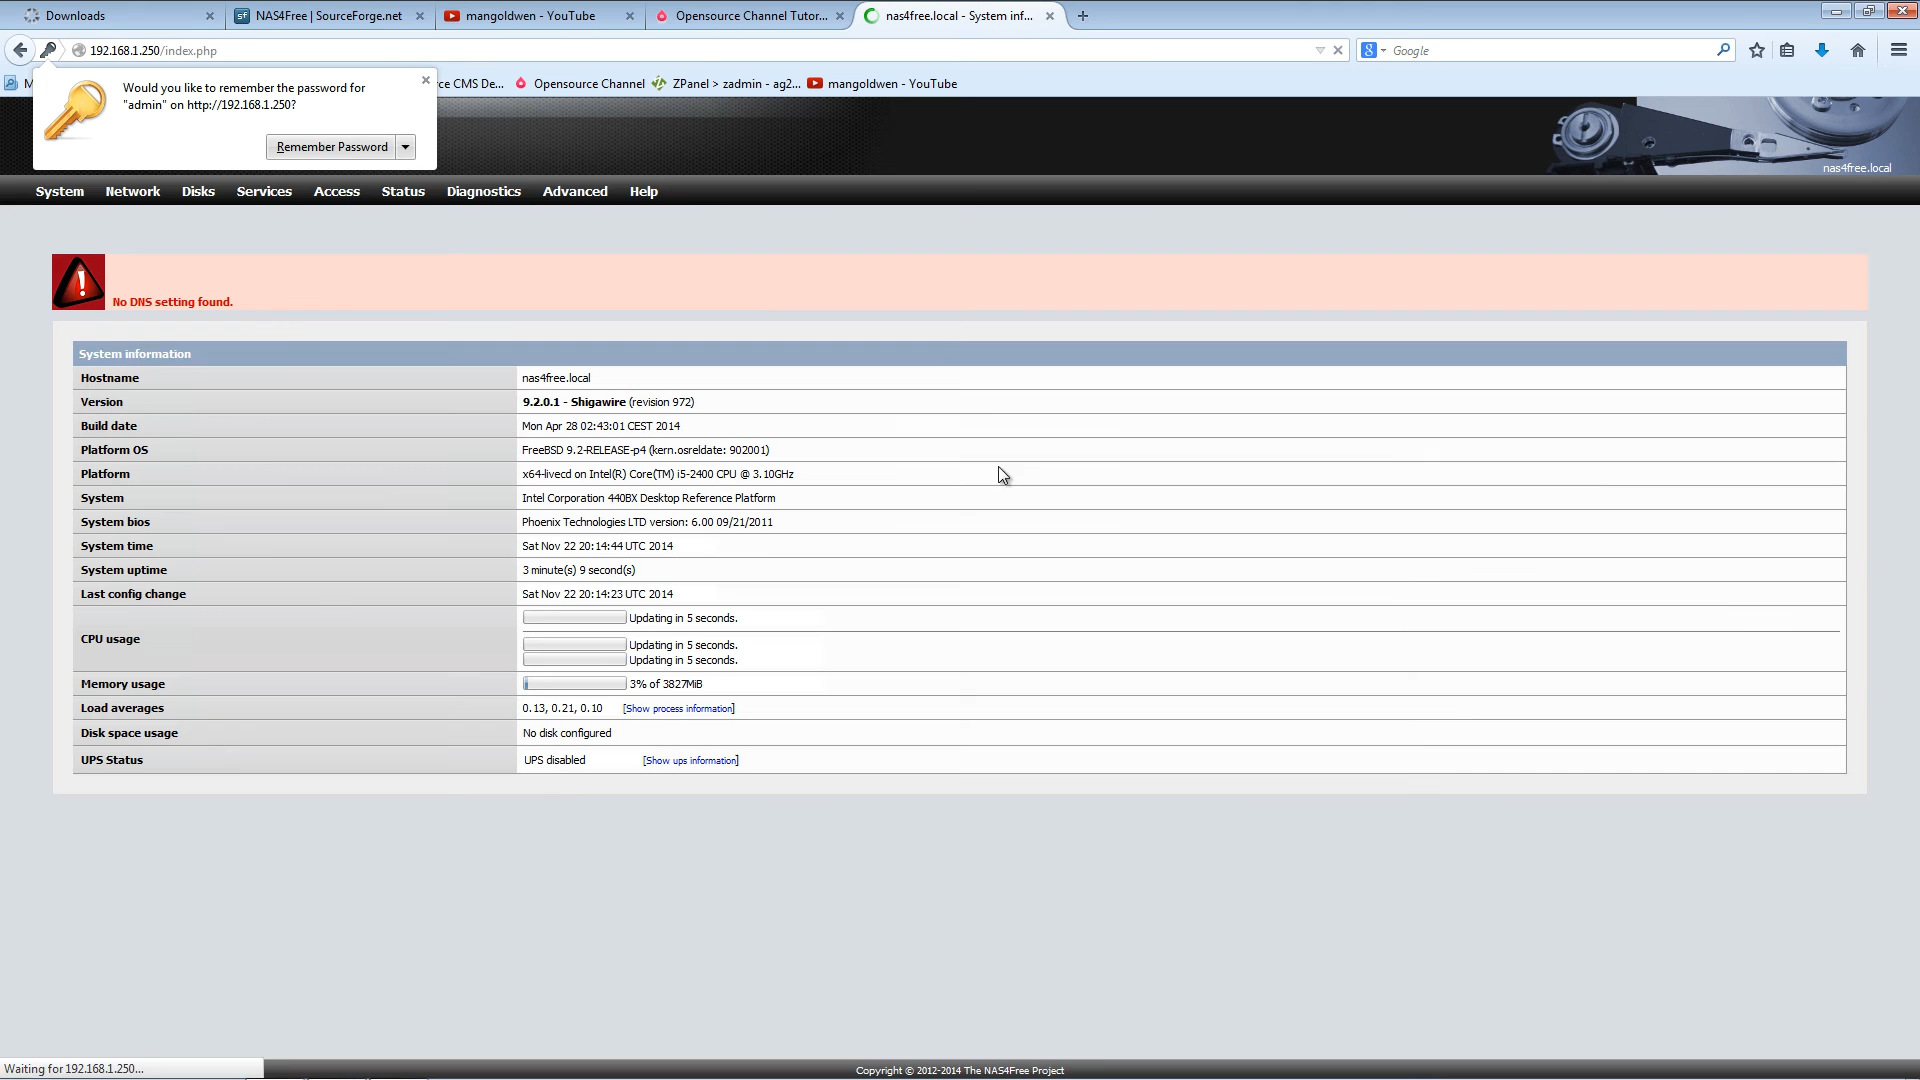 Downloads
NAS4Free | SourceForge.net
mangoldwen - YouTube
Opensource Channel Tutor...
nas4free.local - System inf...
192.168.1.250/index.php
Google
M
Would you like to remember the password for
"admin" on http://192.168.1.250?
Remember Password
rce CMS De...
Opensource Channel
ZPanel > zadmin - ag2...
mangoldwen - YouTube
nas4free.local
System
Network
Disks
Services
Access
Status
Diagnostics
Advanced
Help
No DNS setting found.
System information
Hostname
nas4free.local
Version
9.2.0.1 - Shigawire (revision 972)
Build date
Mon Apr 28 02:43:01 CEST 2014
Platform OS
FreeBSD 9.2-RELEASE-p4 (kern.osreldate: 902001)
Platform
x64-livecd on Intel(R) Core(TM) i5-2400 CPU @ 3.10GHz
System
Intel Corporation 440BX Desktop Reference Platform
System bios
Phoenix Technologies LTD version: 6.00 09/21/2011
System time
Sat Nov 22 20:14:44 UTC 2014
System uptime
3 minute(s) 9 second(s)
Last config change
Sat Nov 22 20:14:23 UTC 2014
CPU usage
Updating in 5 seconds.
Updating in 5 seconds.
Updating in 5 seconds.
Memory usage
3% of 3827MiB
Load averages
0.13, 0.21, 0.10 [Show process information]
Disk space usage
No disk configured
UPS Status
UPS disabled [Show ups information]
Waiting for 192.168.1.250...
Copyright © 2012-2014 The NAS4Free Project